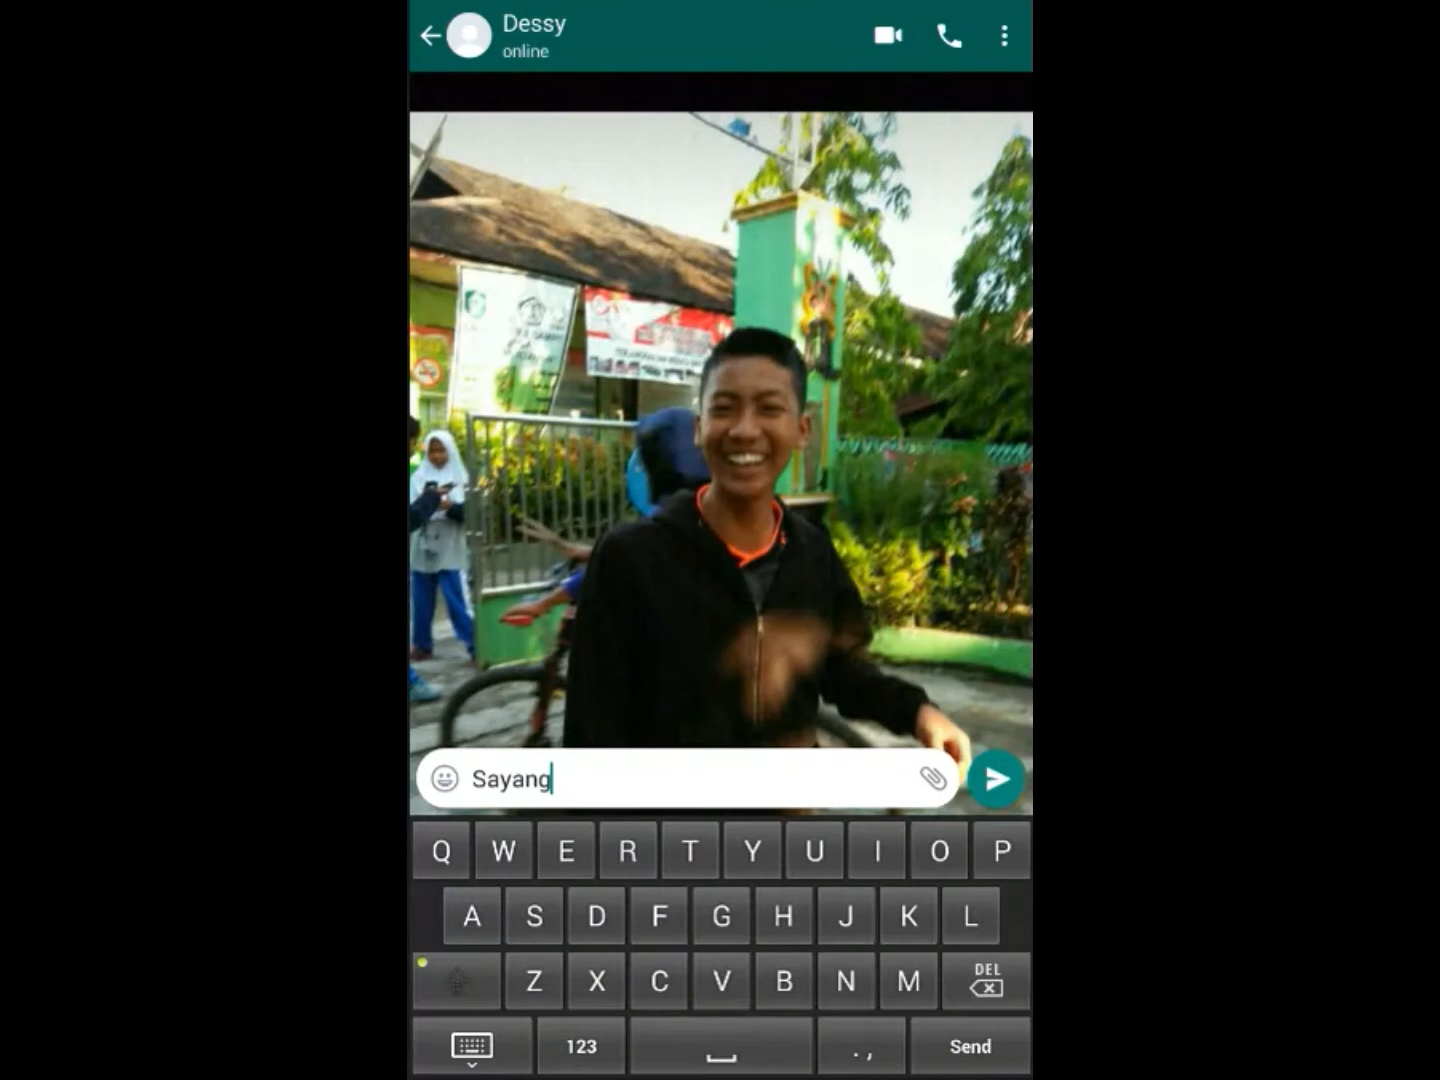 Dessy
online
Sayang
Q W E R T Y U I O P
A S D F G H J K L
Z X C V B N M DEL
123 . , Send